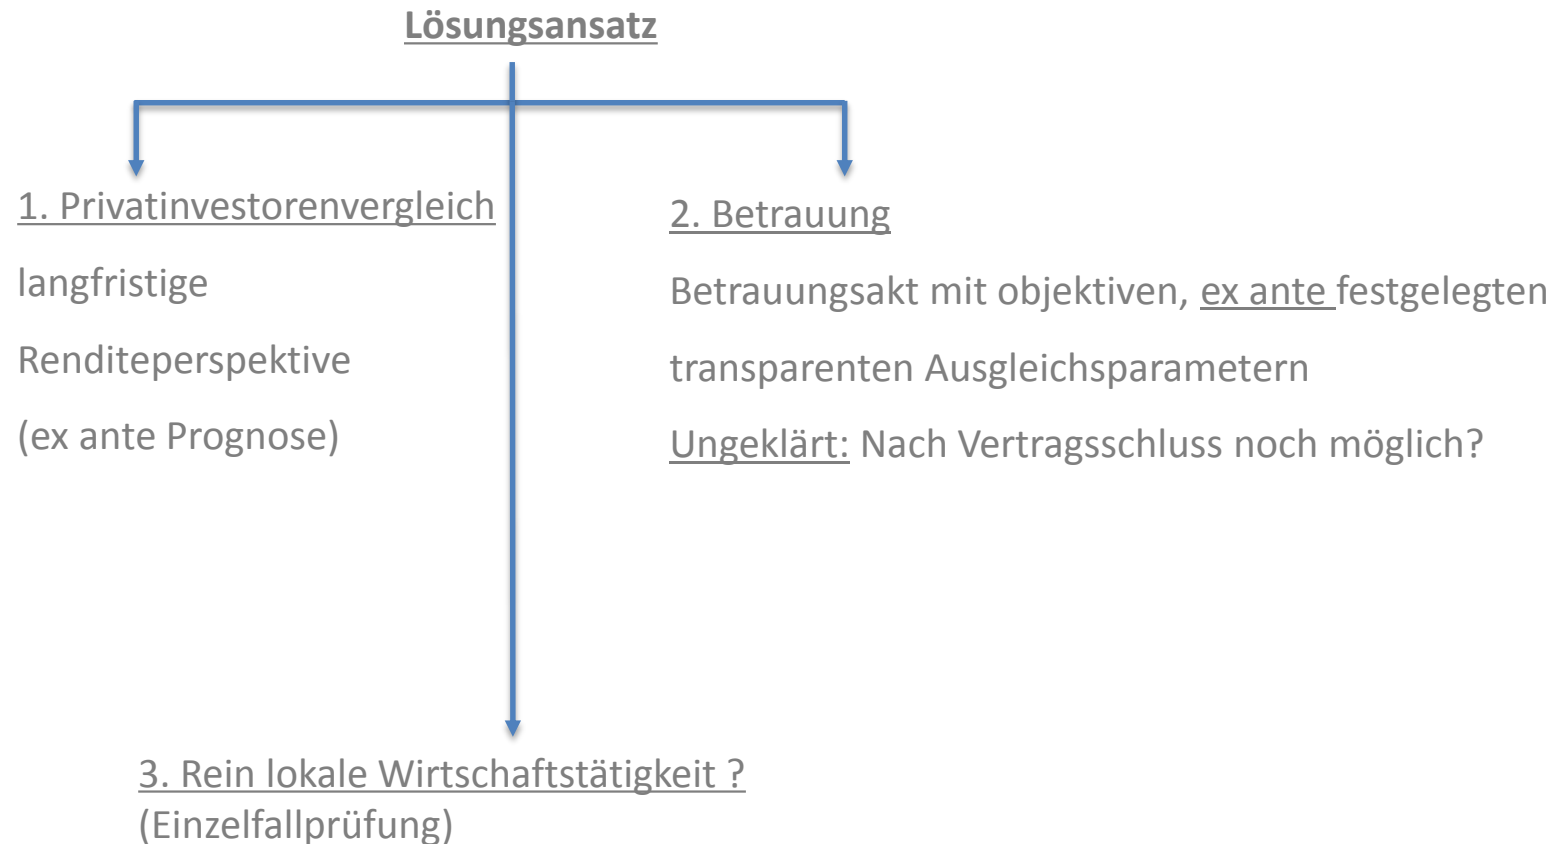 Lösungsansatz
1. Privatinvestorenvergleich
langfristige
Renditeperspektive
(ex ante Prognose)
2. Betrauung
Betrauungsakt mit objektiven, ex ante festgelegten
transparenten Ausgleichsparametern
Ungeklärt: Nach Vertragsschluss noch möglich?
3. Rein lokale Wirtschaftstätigkeit ?
(Einzelfallprüfung)